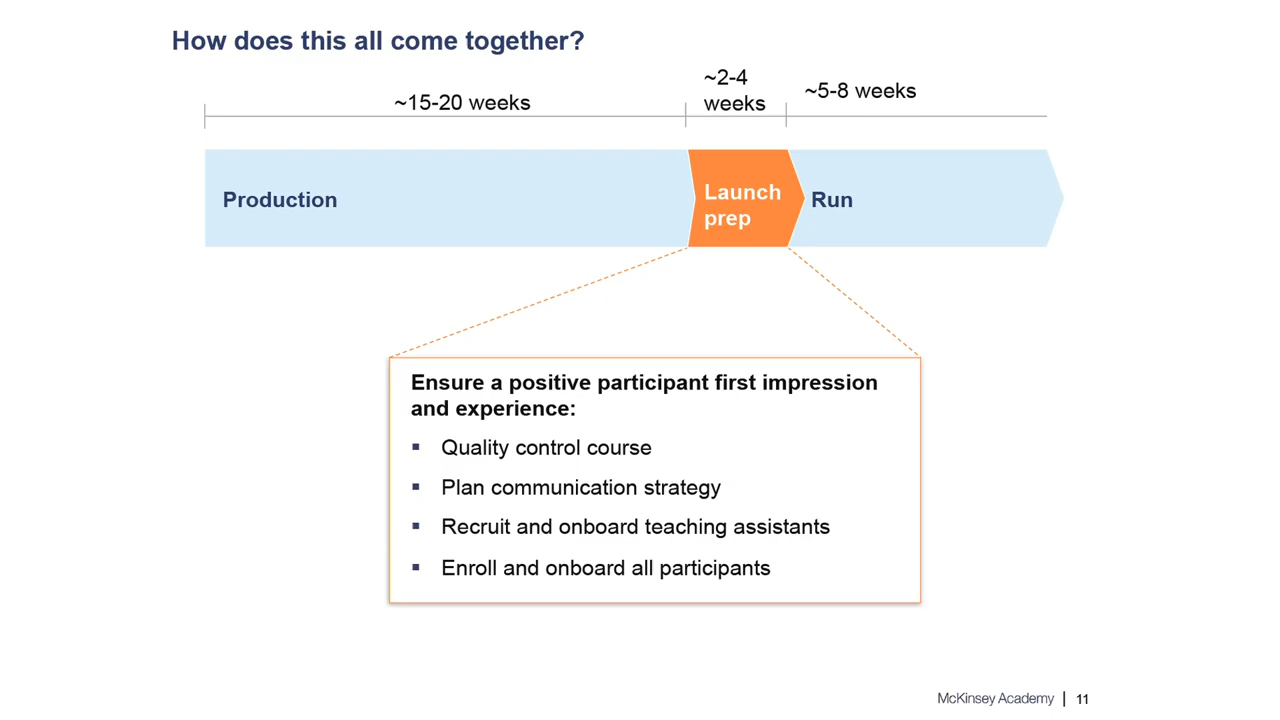 How does this all come together?
~15-20 weeks
~2-4
weeks
~5-8 weeks
Production
Launch
prep
Run
Ensure a positive participant first impression
and experience:
▪ Quality control course
▪ Plan communication strategy
▪ Recruit and onboard teaching assistants
▪ Enroll and onboard all participants
McKinsey Academy | 11